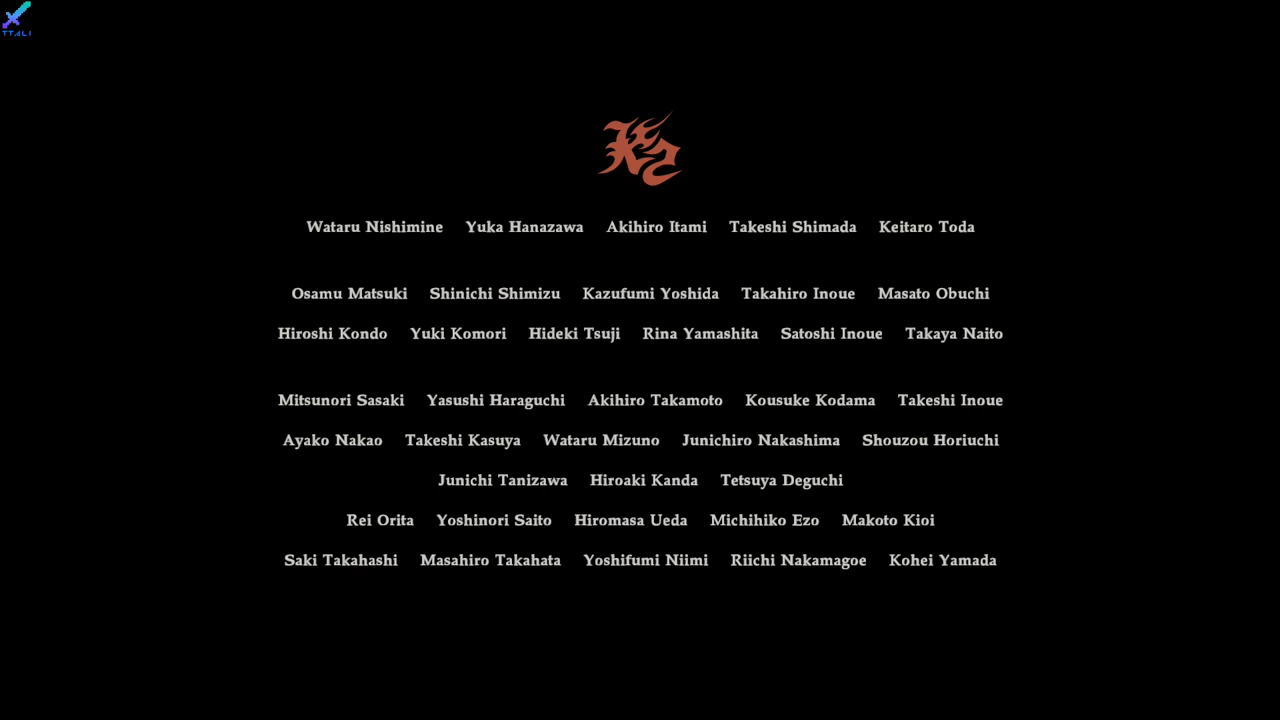 TTALI
K2
Wataru Nishimine Yuka Hanazawa Akihiro Itami Takeshi Shimada Keitaro Toda
Osamu Matsuki Shinichi Shimizu Kazufumi Yoshida Takahiro Inoue Masato Obuchi
Hiroshi Kondo Yuki Komori Hideki Tsuji Rina Yamashita Satoshi Inoue Takaya Naito
Mitsunori Sasaki Yasushi Haraguchi Akihiro Takamoto Kousuke Kodama Takeshi Inoue
Ayako Nakao Takeshi Kasuya Wataru Mizuno Junichiro Nakashima Shouzou Horiuchi
Junichi Tanizawa Hiroaki Kanda Tetsuya Deguchi
Rei Orita Yoshinori Saito Hiromasa Ueda Michihiko Ezo Makoto Kioi
Saki Takahashi Masahiro Takahata Yoshifumi Niimi Riichi Nakamagoe Kohei Yamada